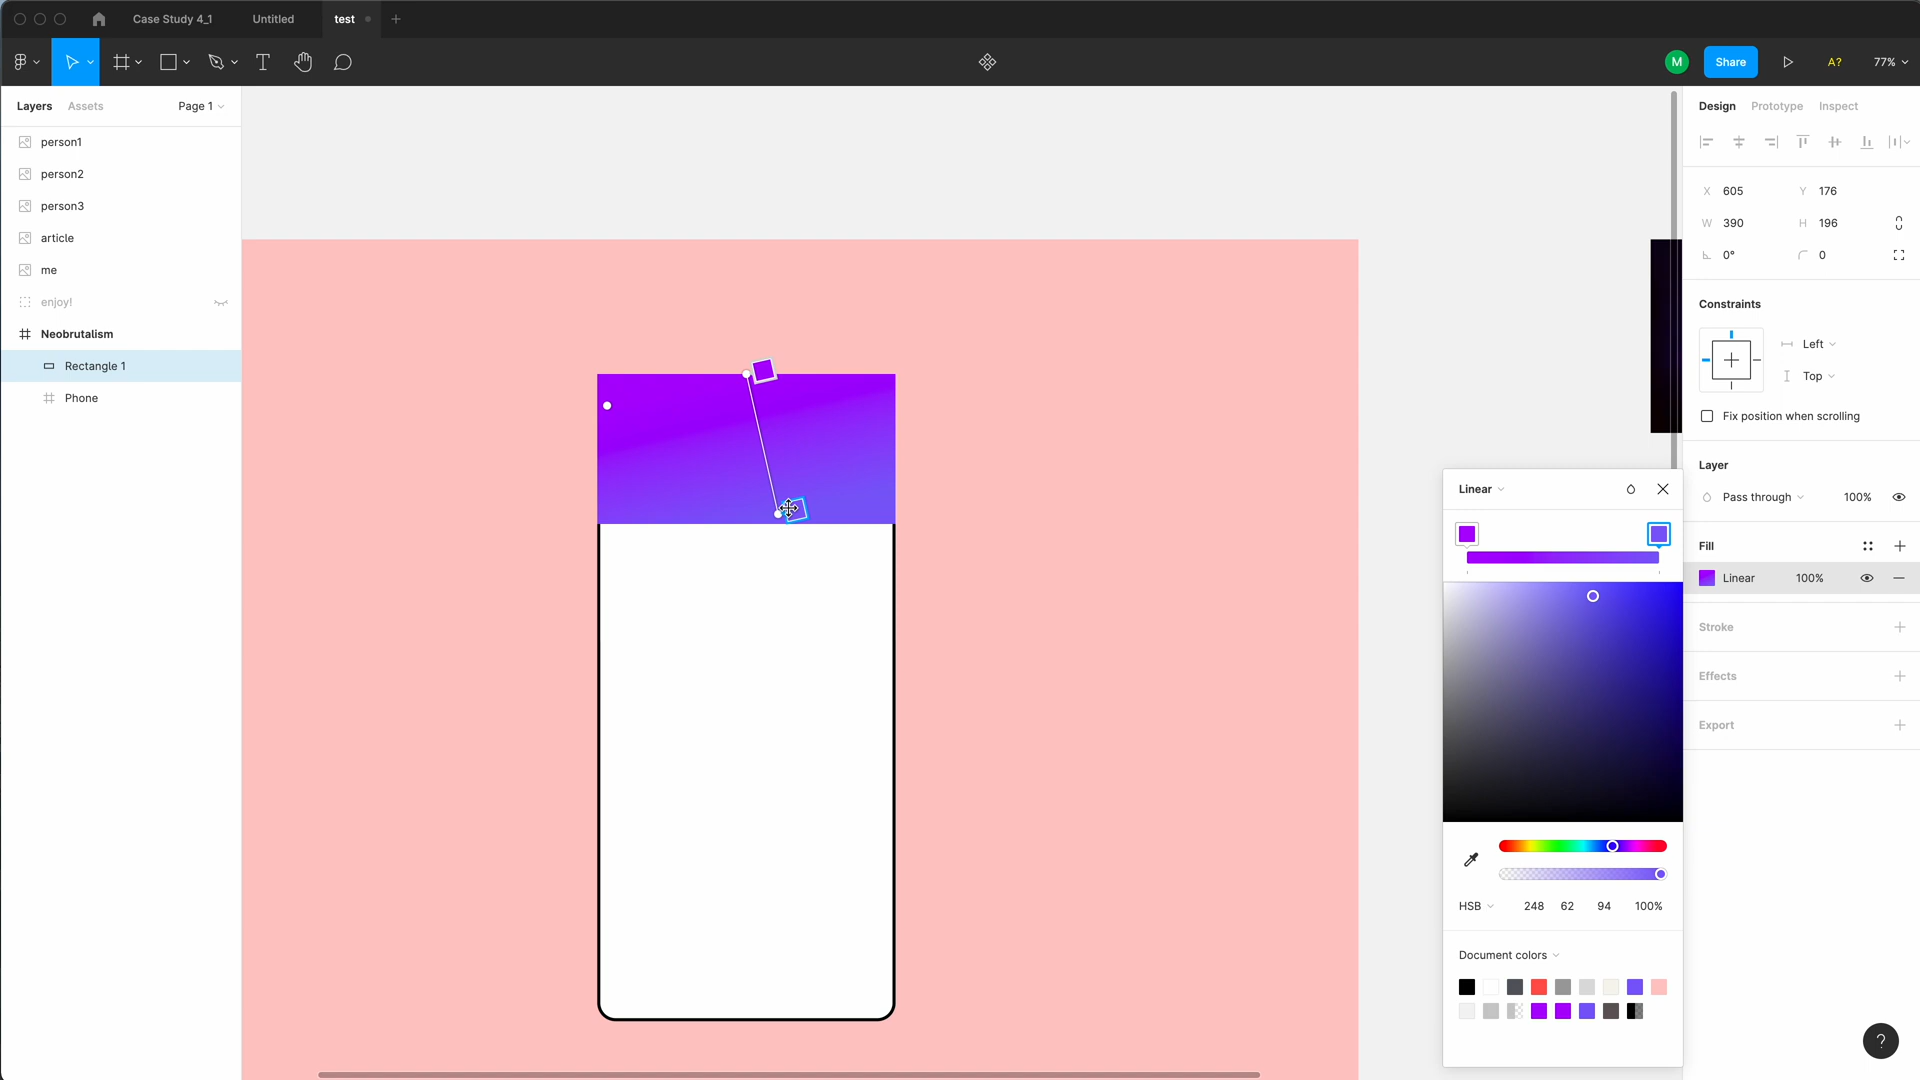 Case Study 4_1
Untitled
test
M
Share
A?
77%
Layers
Assets
Page 1
person1
person2
person3
article
me
enjoy!
Neobrutalism
Rectangle 1
Phone
Design
Prototype
Inspect
X 605
Y 176
W 390
H 196
0°
0
Constraints
Left
Top
Fix position when scrolling
Layer
Pass through
100%
Fill
Linear
100%
Stroke
Effects
Export
Linear
HSB
248
62
94
100%
Document colors
?